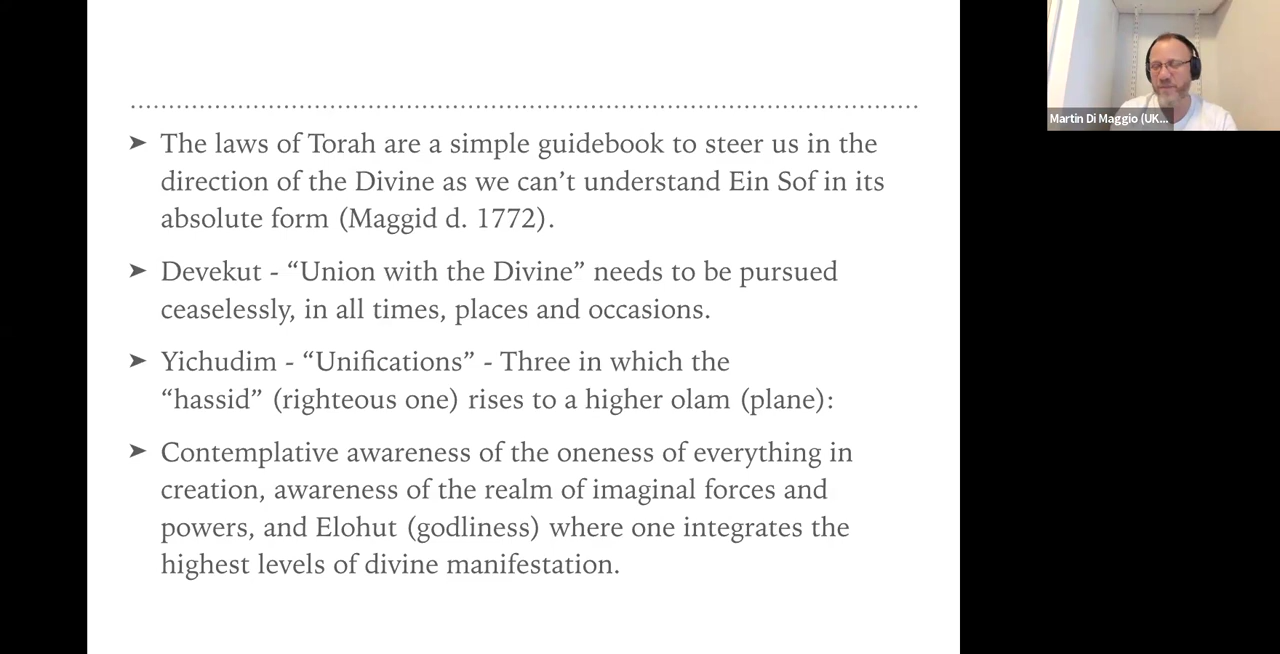 ➤ The laws of Torah are a simple guidebook to steer us in the
direction of the Divine as we can’t understand Ein Sof in its
absolute form (Maggid d. 1772).
➤ Devekut - “Union with the Divine” needs to be pursued
ceaselessly, in all times, places and occasions.
➤ Yichudim - “Unifications” - Three in which the
“hassid” (righteous one) rises to a higher olam (plane):
➤ Contemplative awareness of the oneness of everything in
creation, awareness of the realm of imaginal forces and
powers, and Elohut (godliness) where one integrates the
highest levels of divine manifestation.
Martin Di Maggio (UK...